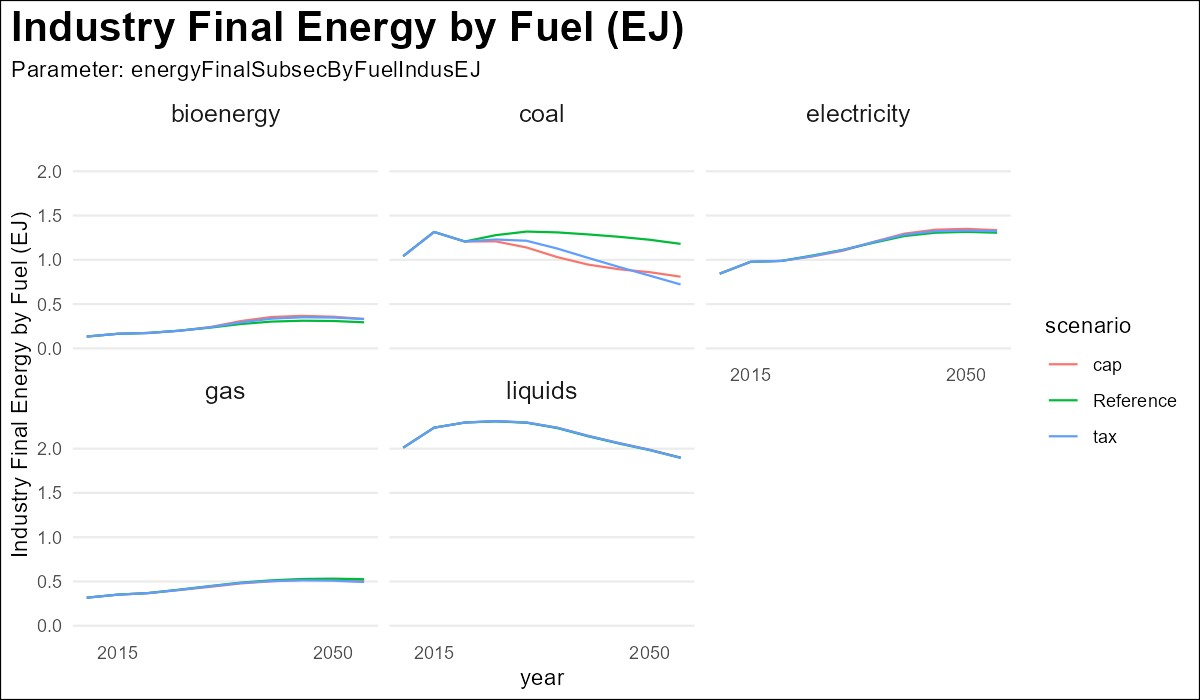 Industry Final Energy by Fuel (EJ)
Parameter: energyFinalSubsecByFuelIndusEJ
bioenergy coal electricity
2.0
1.5
1.0
0.5
0.0
2015 2050
gas liquids
2.0
1.5
1.0
0.5
0.0
2015 2050 2015 2050
year
Industry Final Energy by Fuel (EJ)
scenario
cap
Reference
tax